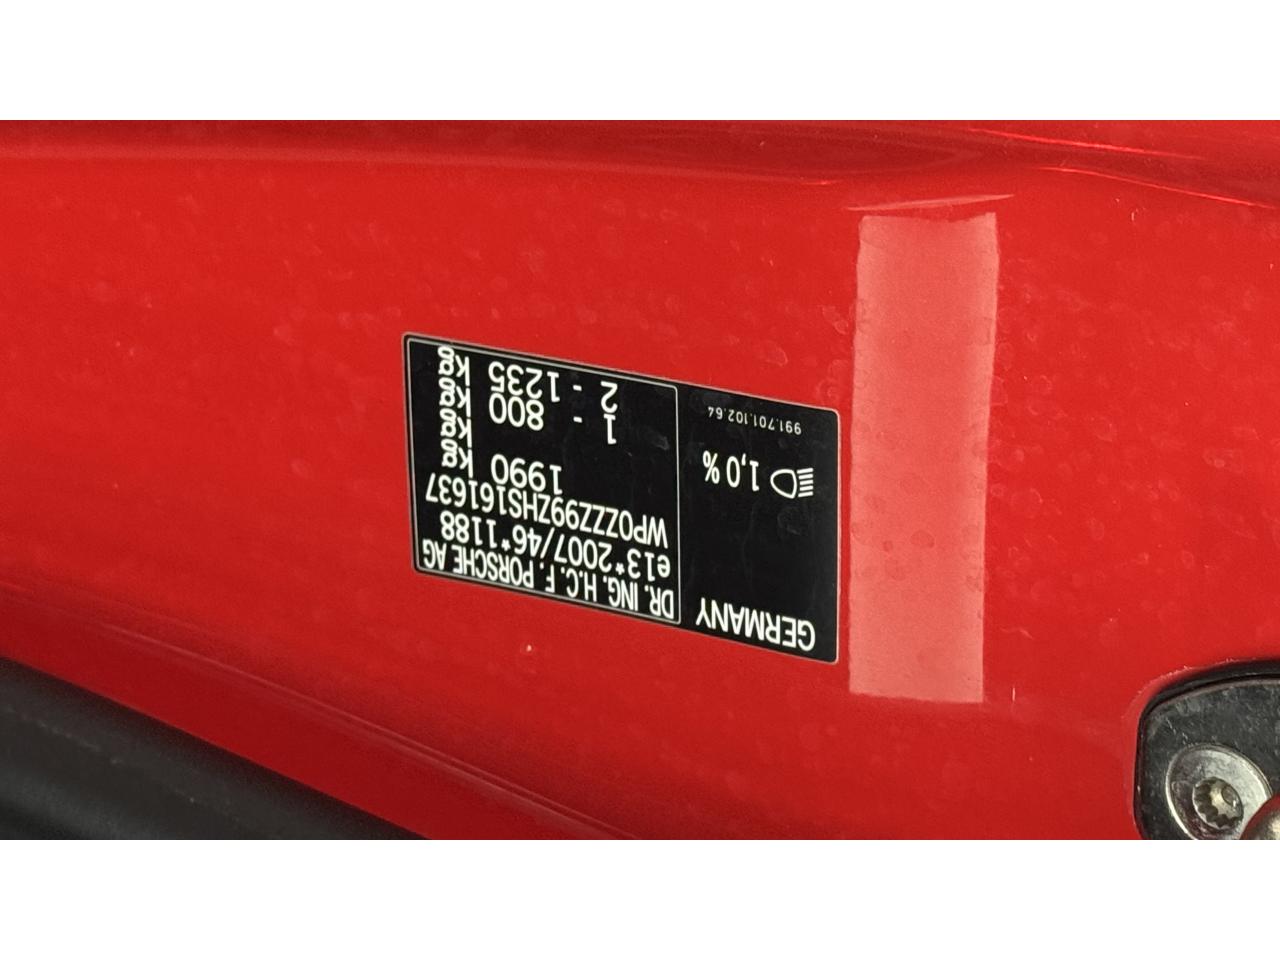 GERMANY
DR. ING. H.C. F. PORSCHE AG
e13*2007/46*1188
WP0ZZZ99ZHS161637
1990 kg
kg
1 - 800 kg
2 - 1235 kg
1,0%
991.701.102.64